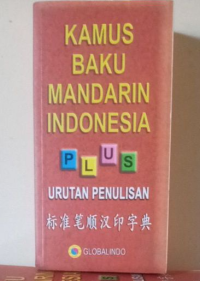 KAMUS
BAKU
MANDARIN
INDONESIA
PLUS
URUTAN PENULISAN
标准笔顺汉印字典
GLOBALINDO